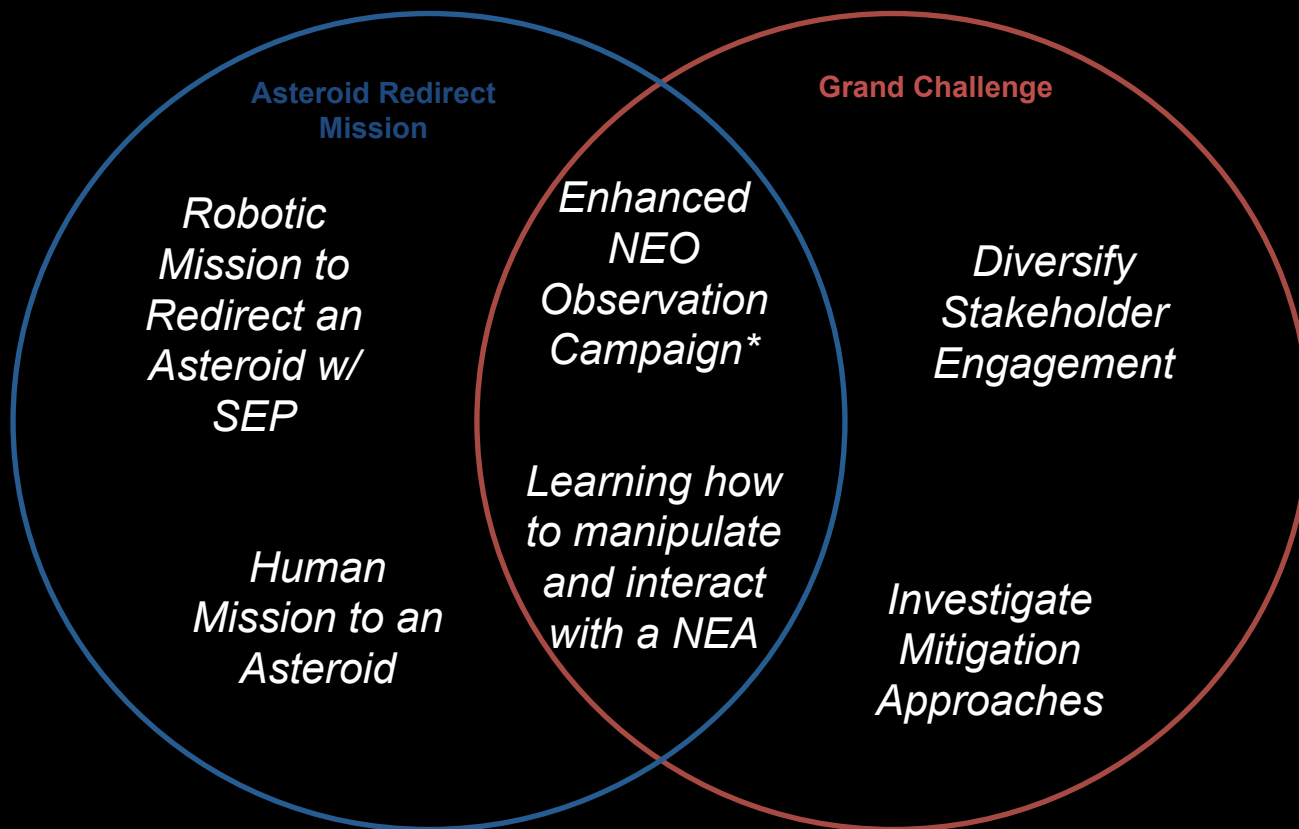 Asteroid Redirect
Mission
Grand Challenge
Robotic
Mission to
Redirect an
Asteroid w/
SEP
Human
Mission to an
Asteroid
Enhanced
NEO
Observation
Campaign*
Learning how
to manipulate
and interact
with a NEA
Diversify
Stakeholder
Engagement
Investigate
Mitigation
Approaches